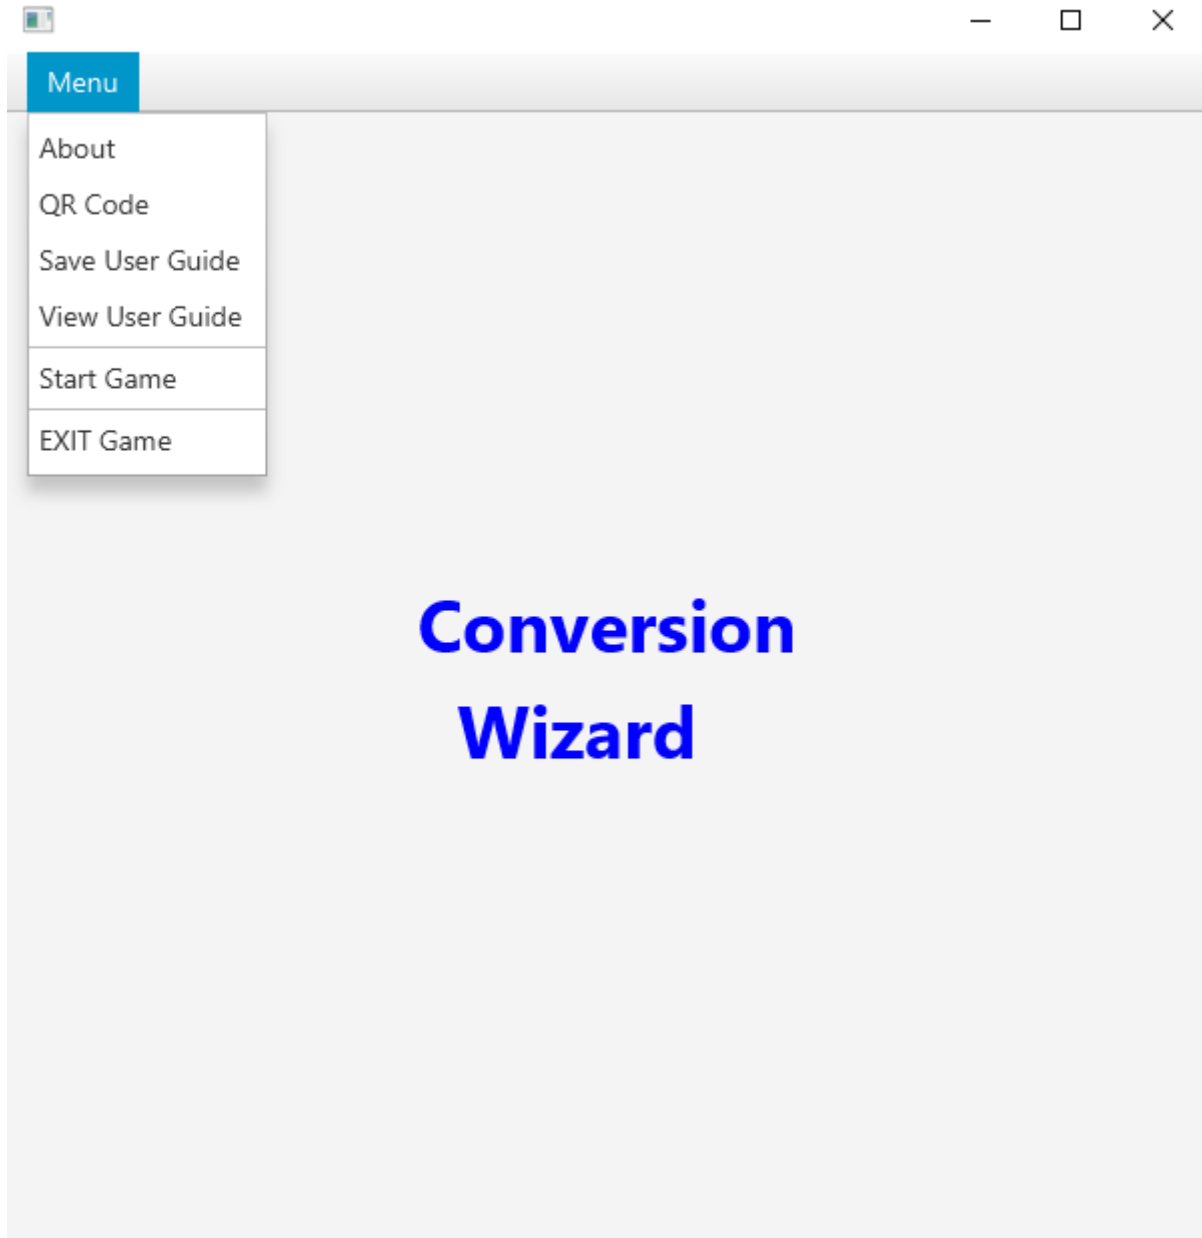 Menu
About
QR Code
Save User Guide
View User Guide
Start Game
EXIT Game
Conversion
Wizard